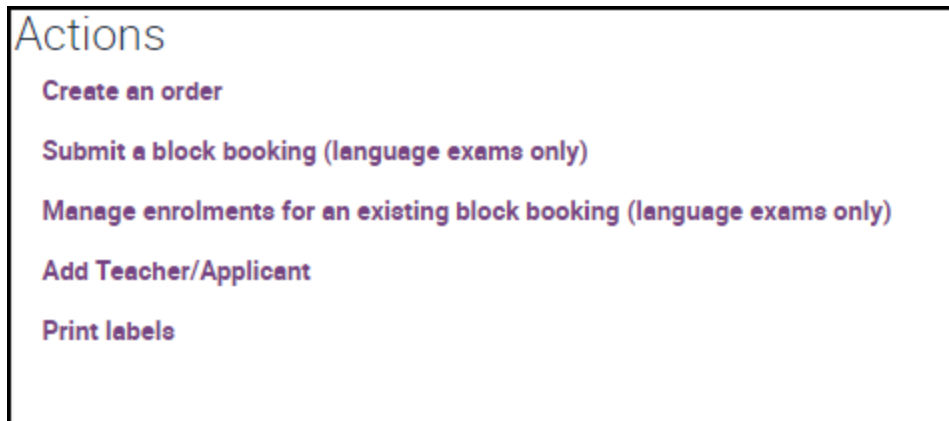 Actions
Create an order
Submit a block booking (language exams only)
Manage enrolments for an existing block booking (language exams only)
Add Teacher/Applicant
Print labels